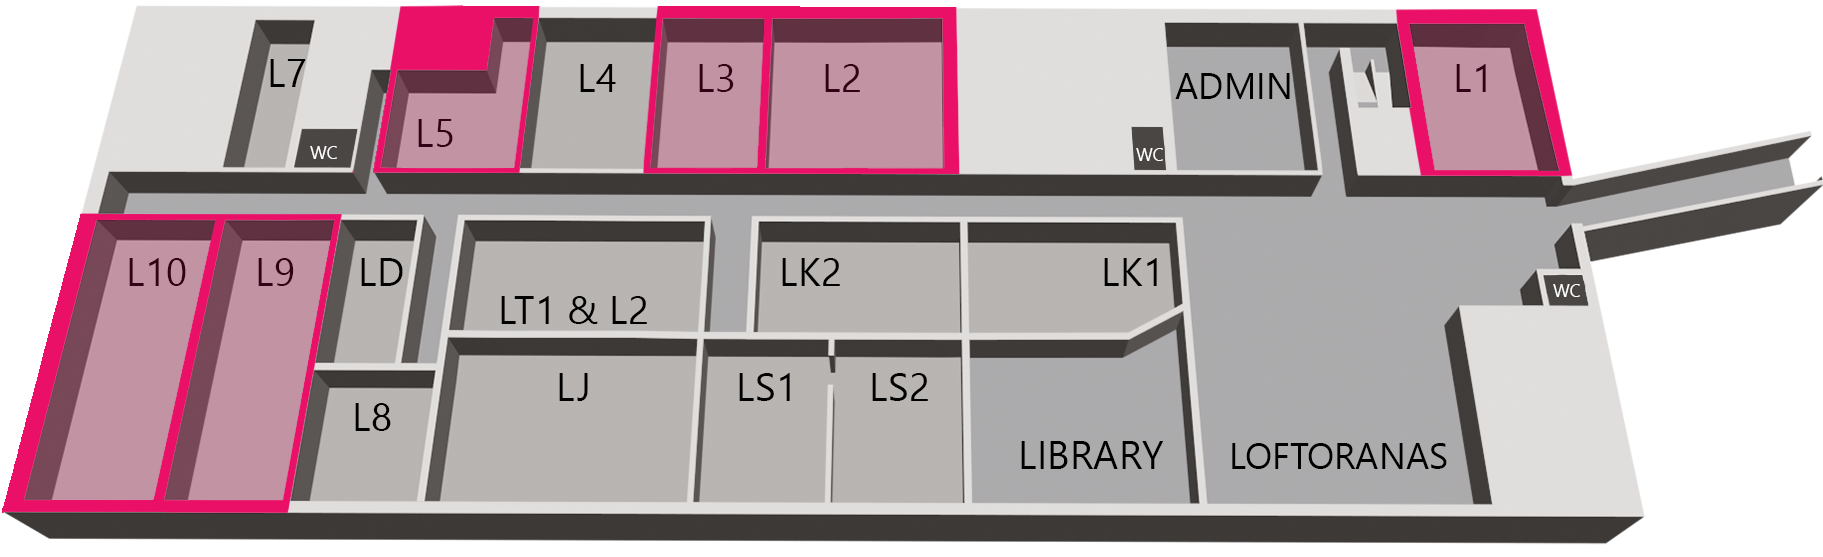 L7
WC
L5
L4
L3
L2
WC
ADMIN
L1
L10
L9
LD
LT1 & L2
LK2
LK1
WC
L8
LJ
LS1
LS2
LIBRARY
LOFTORANAS